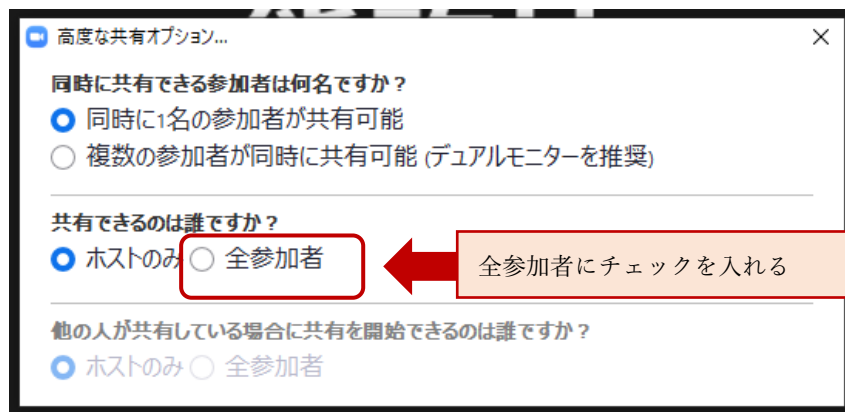 高度な共有オプション...
同時に共有できる参加者は何名ですか？
同時に1名の参加者が共有可能
複数の参加者が同時に共有可能 (デュアルモニターを推奨)
共有できるのは誰ですか？
ホストのみ 全参加者
全参加者にチェックを入れる
他の人が共有している場合に共有を開始できるのは誰ですか？
ホストのみ 全参加者